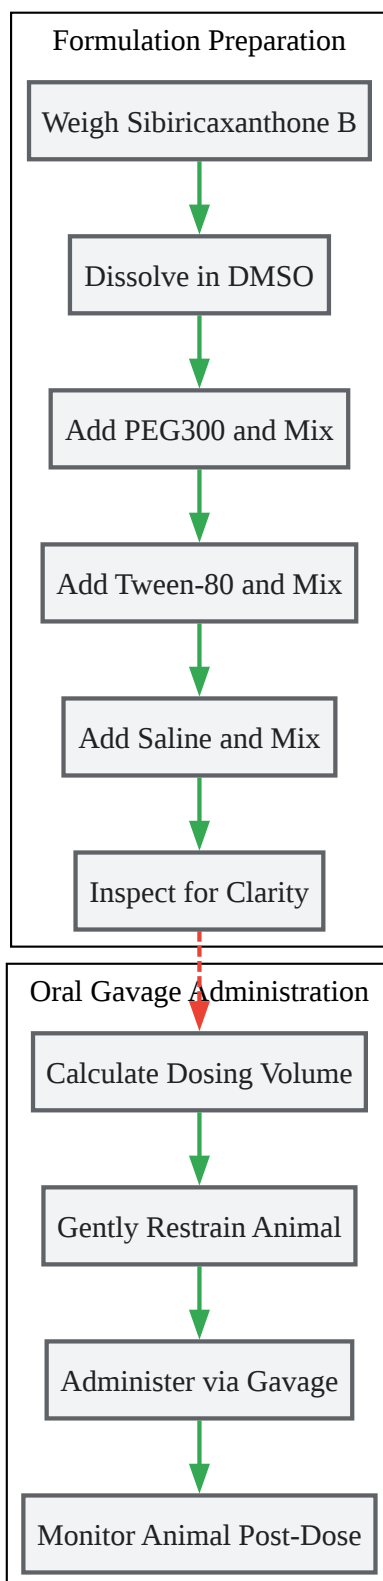 Formulation Preparation
Weigh Sibiricaxanthone B
Dissolve in DMSO
Add PEG300 and Mix
Add Tween-80 and Mix
Add Saline and Mix
Inspect for Clarity
Oral Gavage Administration
Calculate Dosing Volume
Gently Restrain Animal
Administer via Gavage
Monitor Animal Post-Dose